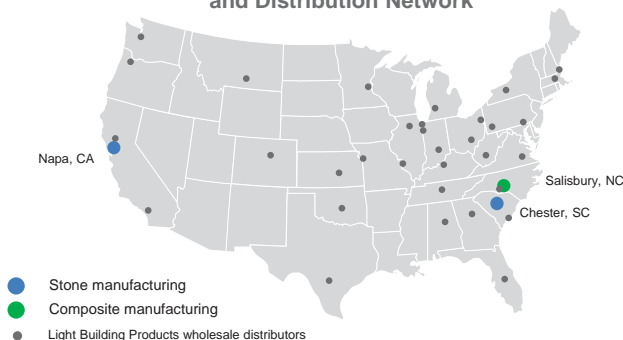 and Distribution Network
Napa, CA
Salisbury, NC
Chester, SC
Stone manufacturing
Composite manufacturing
Light Building Products wholesale distributors